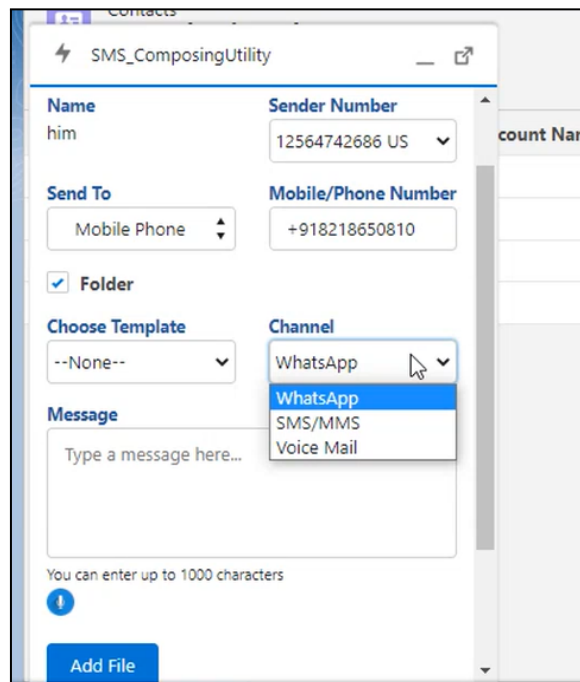 Contacts
SMS_ComposingUtility
Name
him
Sender Number
12564742686 US
count Nar
Send To
Mobile Phone
Mobile/Phone Number
+918218650810
Folder
Choose Template
--None--
Channel
WhatsApp
WhatsApp
SMS/MMS
Voice Mail
Message
Type a message here...
You can enter up to 1000 characters
Add File